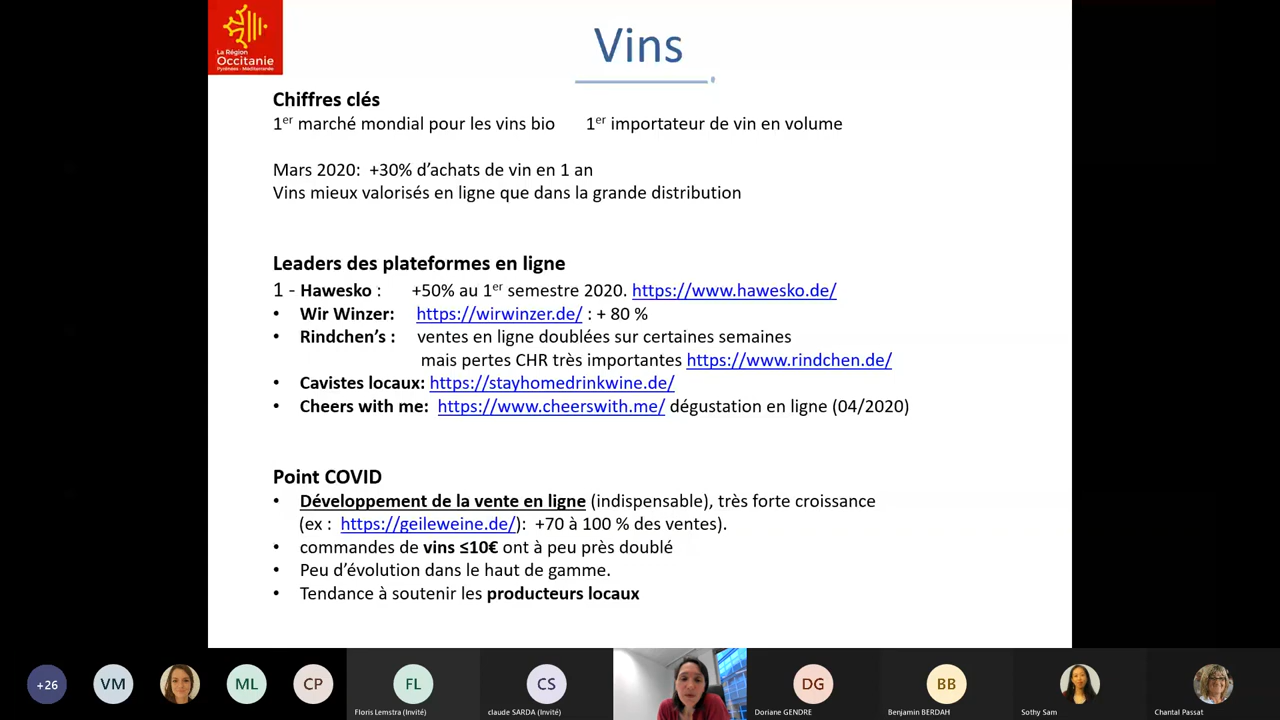 La Région
Occitanie
Pyrénées - Méditerranée
Vins
Chiffres clés
1er marché mondial pour les vins bio 1er importateur de vin en volume
Mars 2020: +30% d’achats de vin en 1 an
Vins mieux valorisés en ligne que dans la grande distribution
Leaders des plateformes en ligne
1 - Hawesko : +50% au 1er semestre 2020. https://www.hawesko.de/
• Wir Winzer: https://wirwinzer.de/ : + 80 %
• Rindchen’s : ventes en ligne doublées sur certaines semaines
mais pertes CHR très importantes https://www.rindchen.de/
• Cavistes locaux: https://stayhomedrinkwine.de/
• Cheers with me: https://www.cheerswith.me/ dégustation en ligne (04/2020)
Point COVID
• Développement de la vente en ligne (indispensable), très forte croissance
(ex : https://geileweine.de/): +70 à 100 % des ventes).
• commandes de vins ≤10€ ont à peu près doublé
• Peu d’évolution dans le haut de gamme.
• Tendance à soutenir les producteurs locaux
+26 VM ML CP FL CS DG BB
Floris Lemstra (Invité) claude SARDA (Invité) Doriane GENDRE Benjamin BERDAH Sothy Sam Chantal Passat